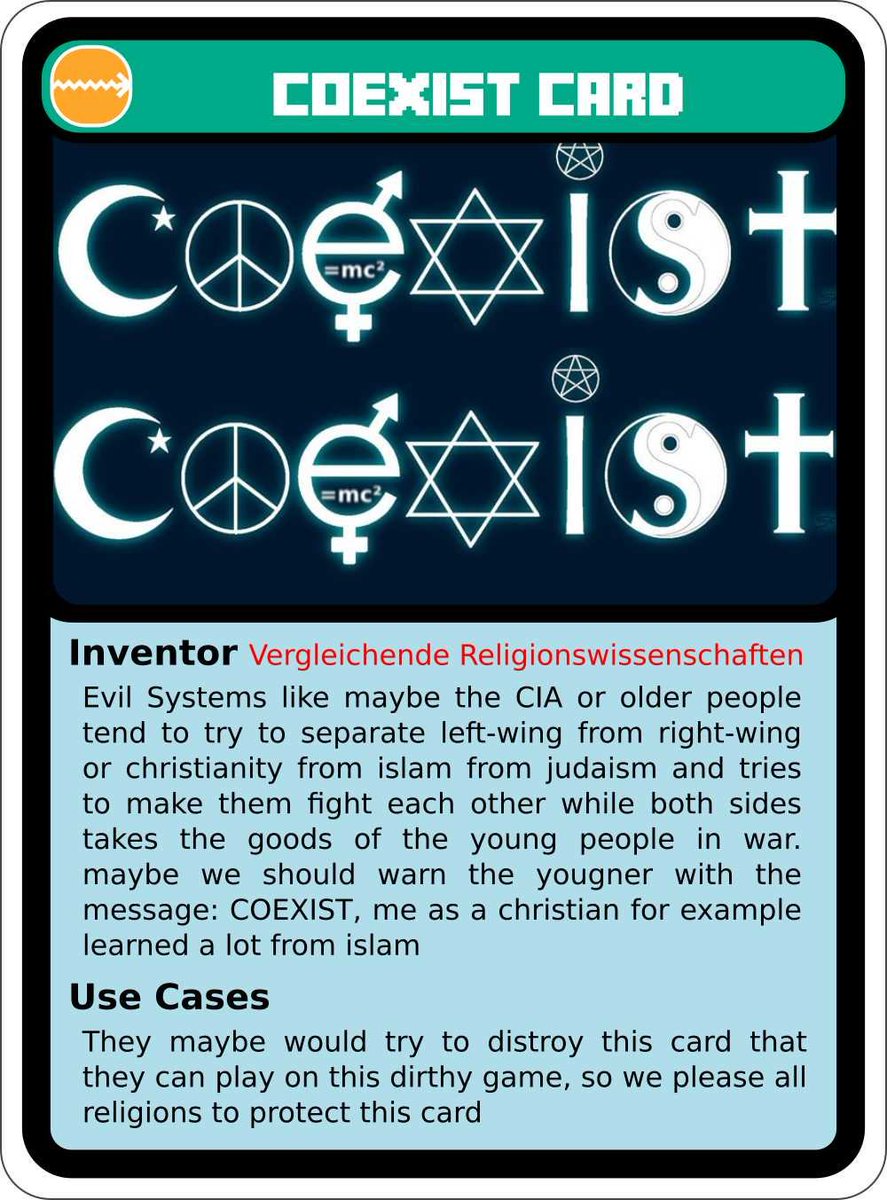 COEXIST CARD
Coexist
=mc²
Coexist
=mc²
Inventor Vergleichende Religionswissenschaften
Evil Systems like maybe the CIA or older people
tend to try to separate left-wing from right-wing
or christianity from islam from judaism and tries
to make them fight each other while both sides
takes the goods of the young people in war.
maybe we should warn the yougner with the
message: COEXIST, me as a christian for example
learned a lot from islam
Use Cases
They maybe would try to distroy this card that
they can play on this dirthy game, so we please all
religions to protect this card